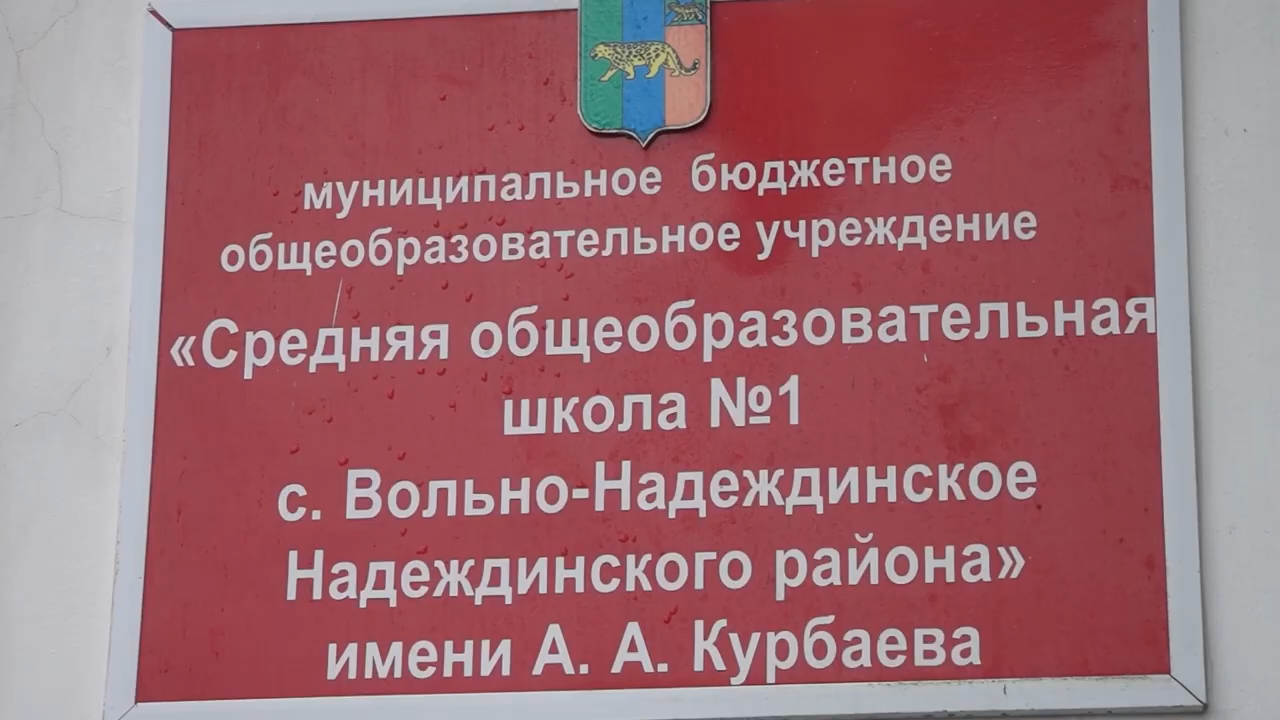 муниципальное бюджетное
общеобразовательное учреждение
«Средняя общеобразовательная
школа №1
с. Вольно-Надеждинское
Надеждинского района»
имени А. А. Курбаева